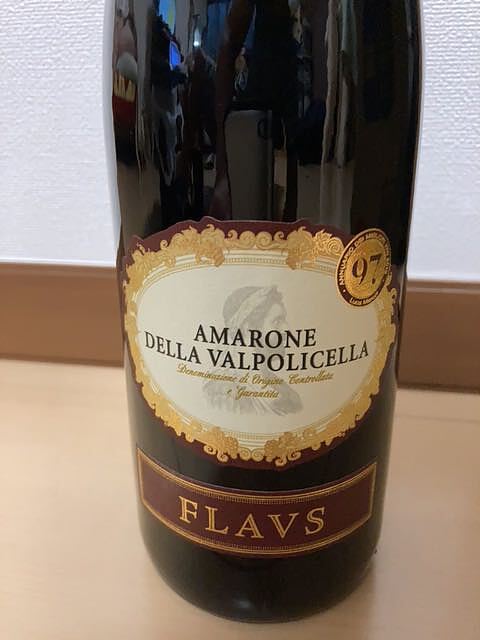 97
AMARONE
DELLA VALPOLICELLA
Denominazione di Origine Controllata
e Garantita
FLAVS